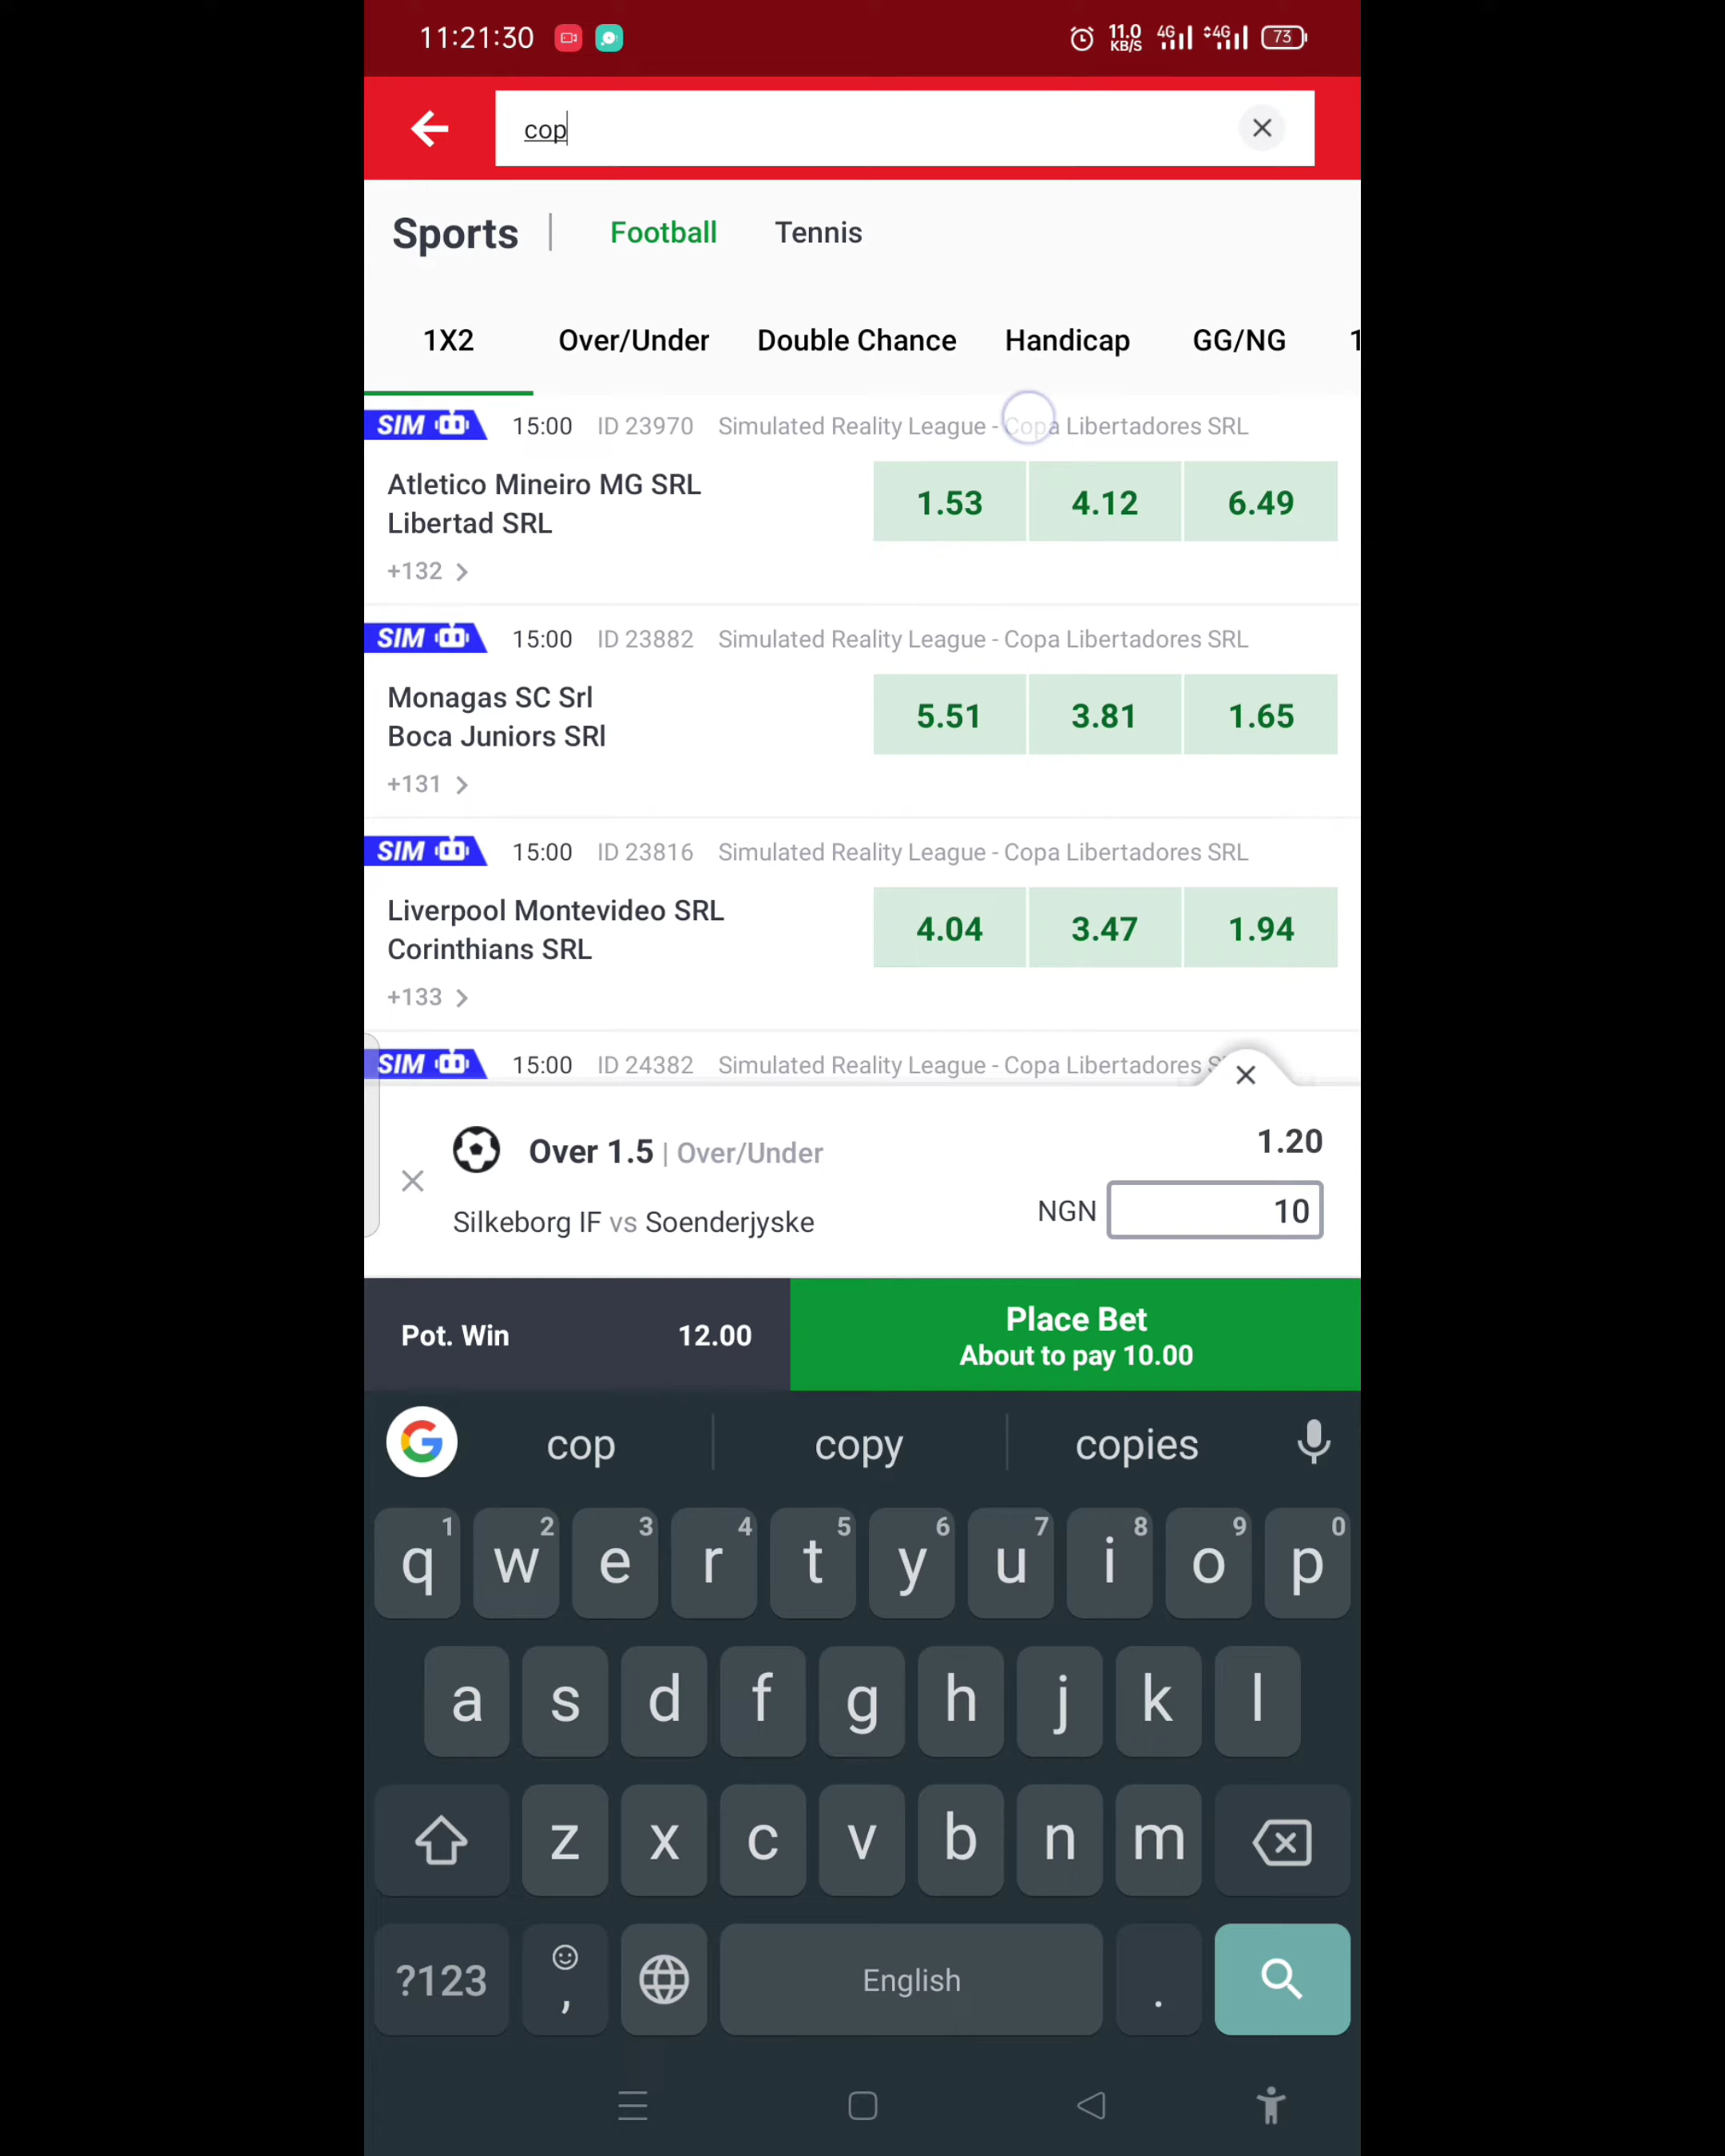 11:21:30 11.0 KB/S 4G 4G 73
cop
Sports | Football Tennis
1X2 Over/Under Double Chance Handicap GG/NG 1
SIM 15:00 ID 23970 Simulated Reality League - Copa Libertadores SRL
Atletico Mineiro MG SRL
Libertad SRL
1.53 4.12 6.49
+132 >
SIM 15:00 ID 23882 Simulated Reality League - Copa Libertadores SRL
Monagas SC Srl
Boca Juniors SRl
5.51 3.81 1.65
+131 >
SIM 15:00 ID 23816 Simulated Reality League - Copa Libertadores SRL
Liverpool Montevideo SRL
Corinthians SRL
4.04 3.47 1.94
+133 >
SIM 15:00 ID 24382 Simulated Reality League - Copa Libertadores
Over 1.5 | Over/Under 1.20
Silkeborg IF vs Soenderjyske NGN 10
Pot. Win 12.00
Place Bet
About to pay 10.00
G cop copy copies
1 2 3 4 5 6 7 8 9 0
q w e r t y u i o p
a s d f g h j k l
z x c v b n m
?123 , English .